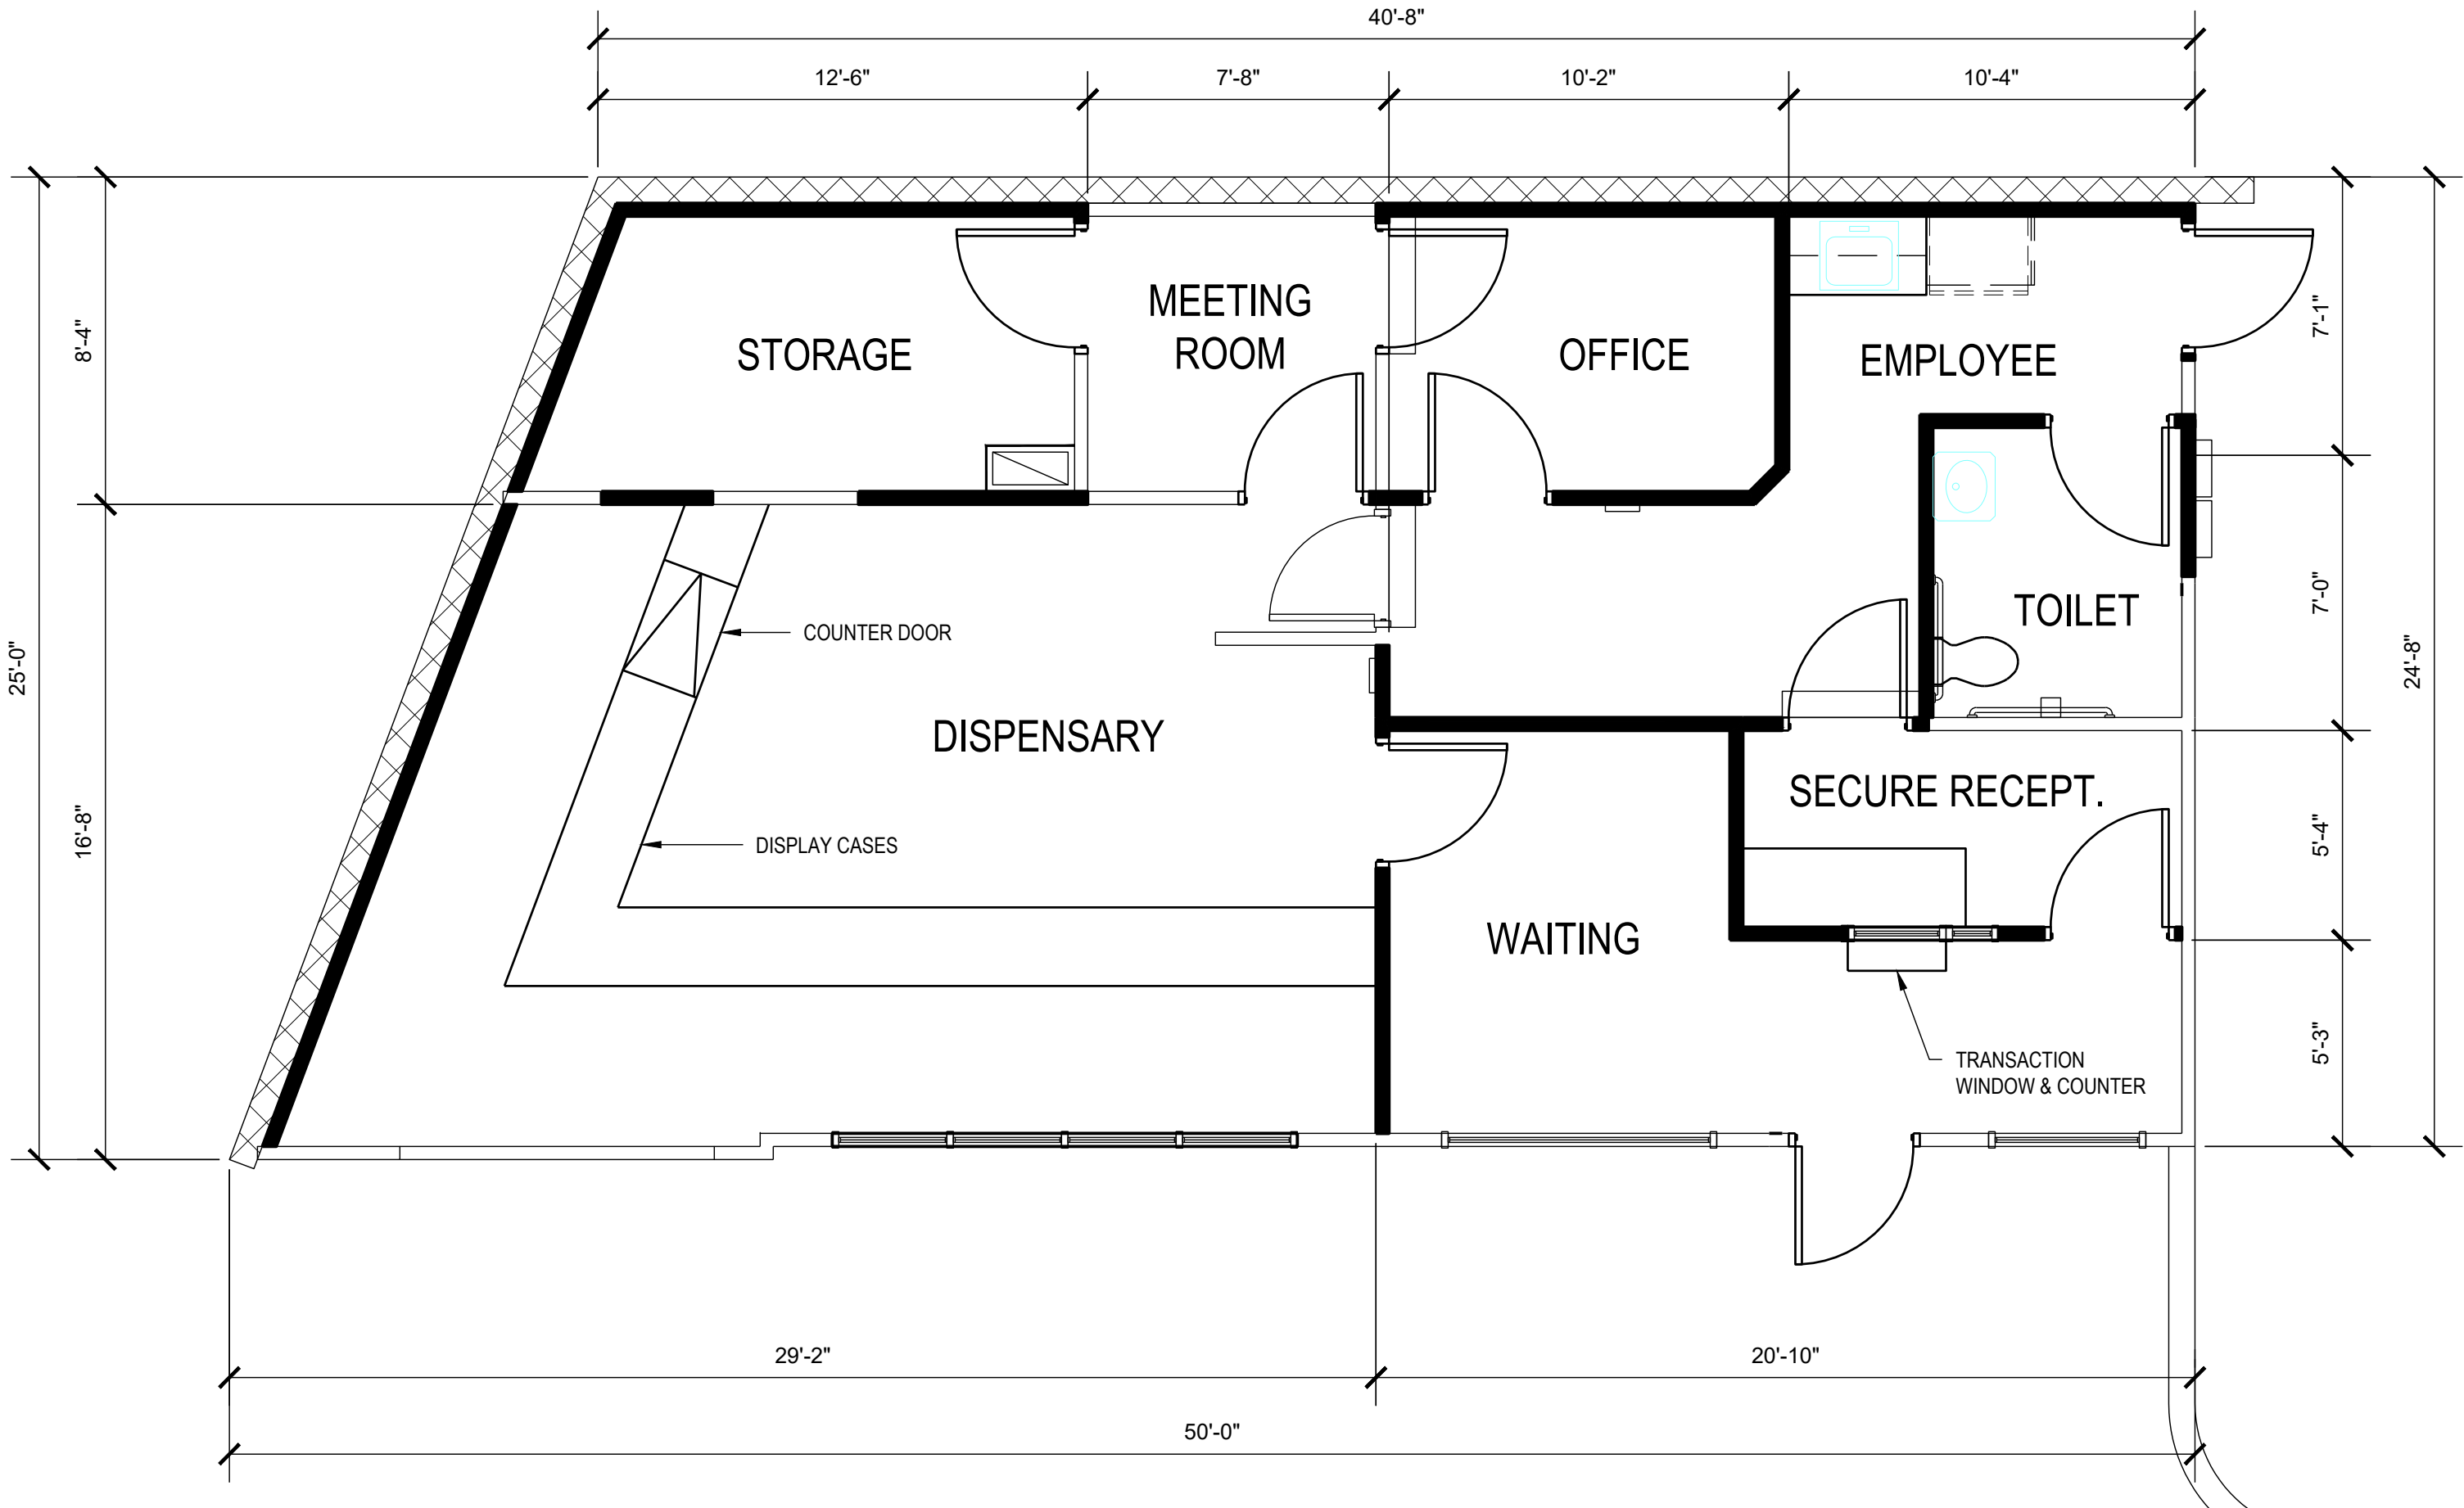 40'-8"
12'-6"
7'-8"
10'-2"
10'-4"
MEETING
ROOM
STORAGE
OFFICE
EMPLOYEE
8'-4"
7'-1"
25'-0"
COUNTER DOOR
TOILET
7'-0"
24'-8"
DISPENSARY
SECURE RECEPT.
16'-8"
DISPLAY CASES
5'-4"
WAITING
TRANSACTION
WINDOW & COUNTER
5'-3"
29'-2"
20'-10"
50'-0"